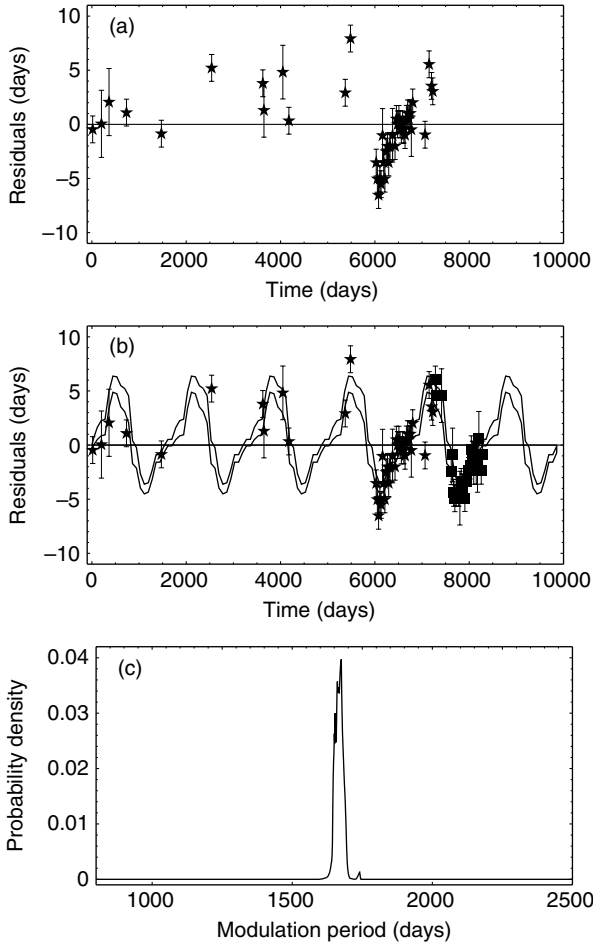 (a)
Residuals (days)
10
5
0
−5
−10
0 2000 4000 6000 8000 10000
Time (days)
(b)
Residuals (days)
10
5
0
−5
−10
0 2000 4000 6000 8000 10000
Time (days)
(c)
Probability density
0.04
0.03
0.02
0.01
0
1000 1500 2000 2500
Modulation period (days)